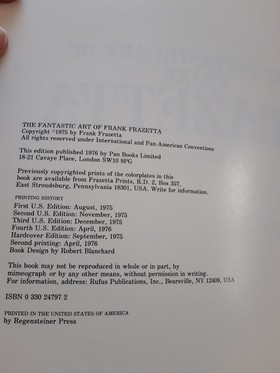 THE FANTASTIC ART OF FRANK FRAZETTA
Copyright ©1975 by Frank Frazetta
All rights reserved under International and Pan American Conventions
This edition published 1976 by Pan Books Limited
18-21 Cavaye Place, London SW10 9PG
Previously copyrighted prints of the colorplates in this
book are available from Frazetta Prints, R.D. 2, Box 357,
East Stroudsburg, Pennsylvania 18301, USA. Write for information.
PRINTING HISTORY
First U.S. Edition: August, 1975
Second U.S. Edition: November, 1975
Third U.S. Edition: December, 1975
Fourth U.S. Edition: April, 1976
Hardcover Edition: September, 1975
Second printing: April, 1976
Book Design by Robert Blanchard
This book may not be reproduced in whole or in part, by
mimeograph or by any other means, without permission in writing.
For information, address: Rufus Publications, Inc., Bearsville, NY 12409, USA
ISBN 0 330 24797 2
PRINTED IN THE UNITED STATES OF AMERICA
by Regensteiner Press